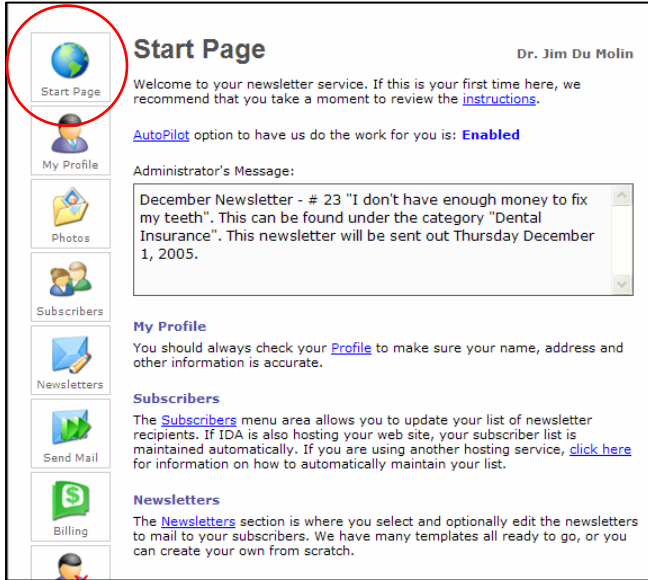 Start Page
My Profile
Photos
Subscribers
Newsletters
Send Mail
Billing
Start Page
Dr. Jim Du Molin
Welcome to your newsletter service. If this is your first time here, we
recommend that you take a moment to review the instructions.
AutoPilot option to have us do the work for you is: Enabled
Administrator's Message:
December Newsletter - # 23 "I don't have enough money to fix
my teeth". This can be found under the category "Dental
Insurance". This newsletter will be sent out Thursday December
1, 2005.
My Profile
You should always check your Profile to make sure your name, address and
other information is accurate.
Subscribers
The Subscribers menu area allows you to update your list of newsletter
recipients. If IDA is also hosting your web site, your subscriber list is
maintained automatically. If you are using another hosting service, click here
for information on how to automatically maintain your list.
Newsletters
The Newsletters section is where you select and optionally edit the newsletters
to mail to your subscribers. We have many templates all ready to go, or you
can create your own from scratch.